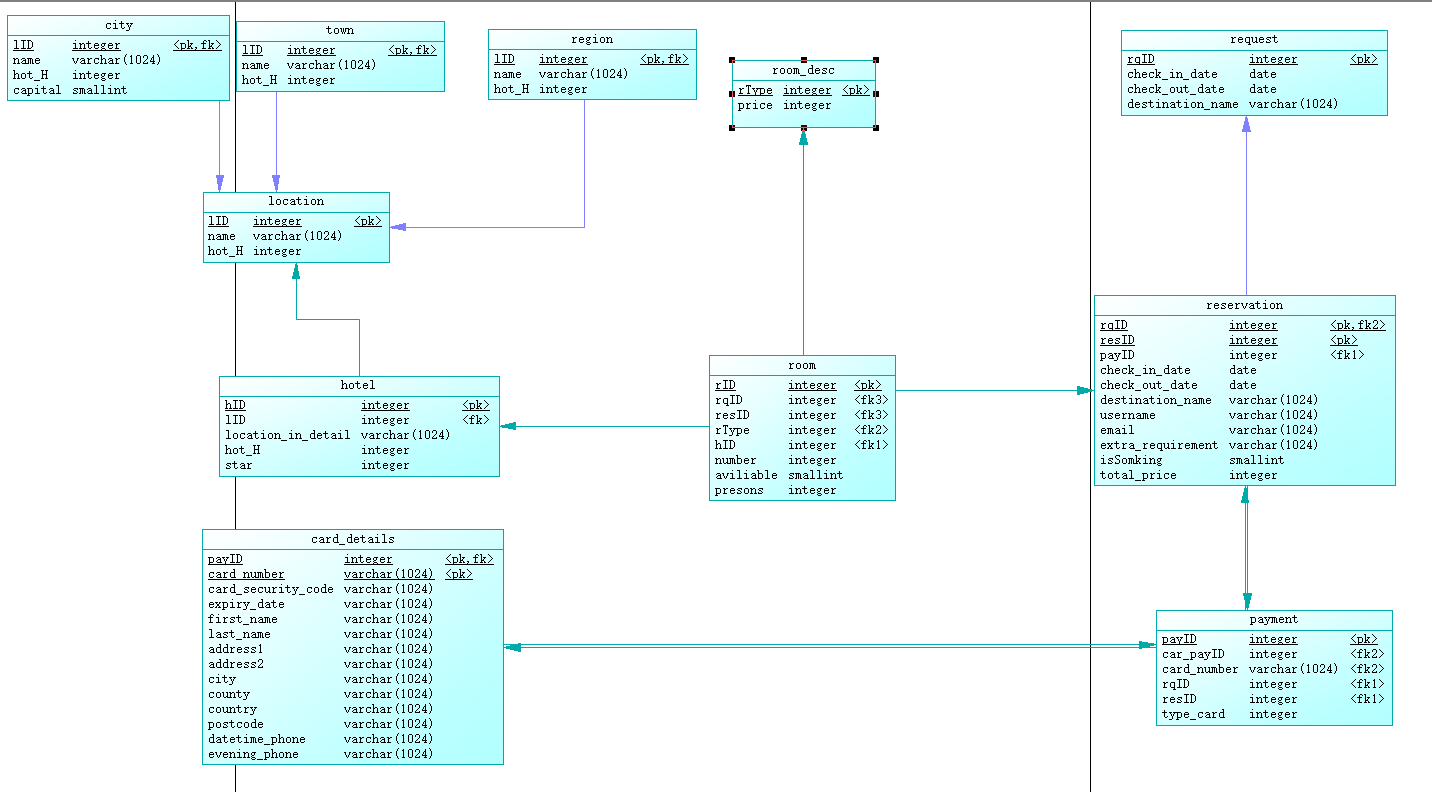 city
lID integer <pk,fk>
name varchar(1024)
hot_H integer
capital smallint
town
lID integer <pk,fk>
name varchar(1024)
hot_H integer
region
lID integer <pk,fk>
name varchar(1024)
hot_H integer
room_desc
rType integer <pk>
price integer
request
rqID integer <pk>
check_in_date date
check_out_date date
destination_name varchar(1024)
location
lID integer <pk>
name varchar(1024)
hot_H integer
reservation
rqID integer <pk,fk2>
resID integer <pk>
payID integer <fk1>
check_in_date date
check_out_date date
destination_name varchar(1024)
username varchar(1024)
email varchar(1024)
extra_requirement varchar(1024)
isSomking smallint
total_price integer
room
rID integer <pk>
rqID integer <fk3>
resID integer <fk3>
rType integer <fk2>
hID integer <fk1>
number integer
aviliable smallint
presons integer
hotel
hID integer <pk>
lID integer <fk>
location_in_detail varchar(1024)
hot_H integer
star integer
card_details
payID integer <pk,fk>
card_number varchar(1024) <pk>
card_security_code varchar(1024)
expiry_date varchar(1024)
first_name varchar(1024)
last_name varchar(1024)
address1 varchar(1024)
address2 varchar(1024)
city varchar(1024)
county varchar(1024)
country varchar(1024)
postcode varchar(1024)
datetime_phone varchar(1024)
evening_phone varchar(1024)
payment
payID integer <pk>
car_payID integer <fk2>
card_number varchar(1024) <fk2>
rqID integer <fk1>
resID integer <fk1>
type_card integer